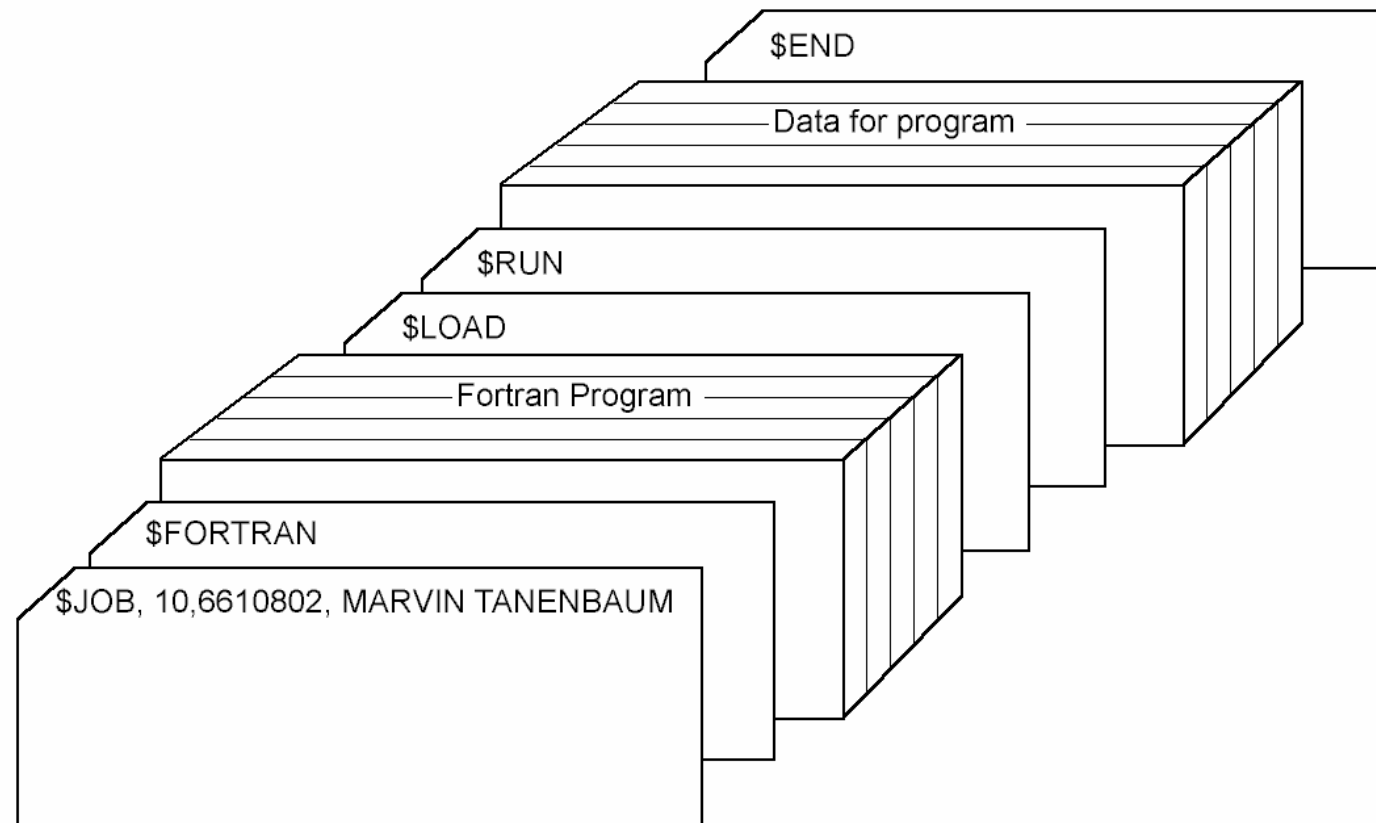 $END
Data for program
$RUN
$LOAD
Fortran Program
$FORTRAN
$JOB, 10,6610802, MARVIN TANENBAUM